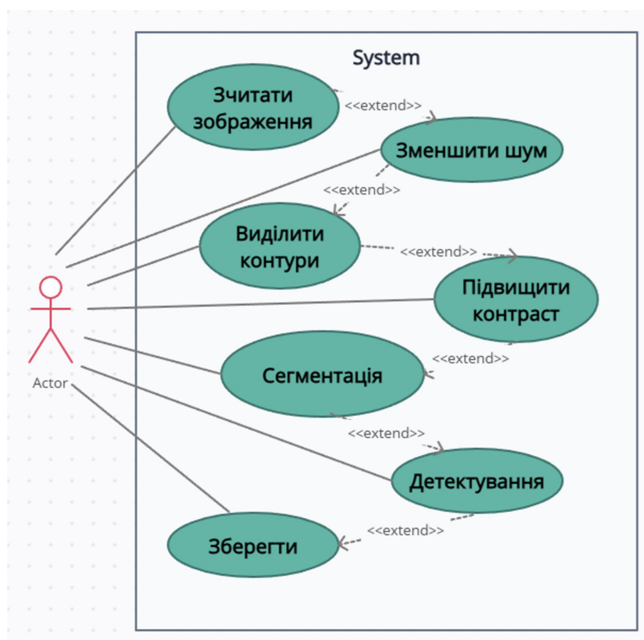 System
Зчитати
зображення
<<extend>>
Зменшити шум
<<extend>>
Виділити
контури
<<extend>>
Підвищити
контраст
<<extend>>
Сегментація
Actor
<<extend>>
Детектування
<<extend>>
Зберегти